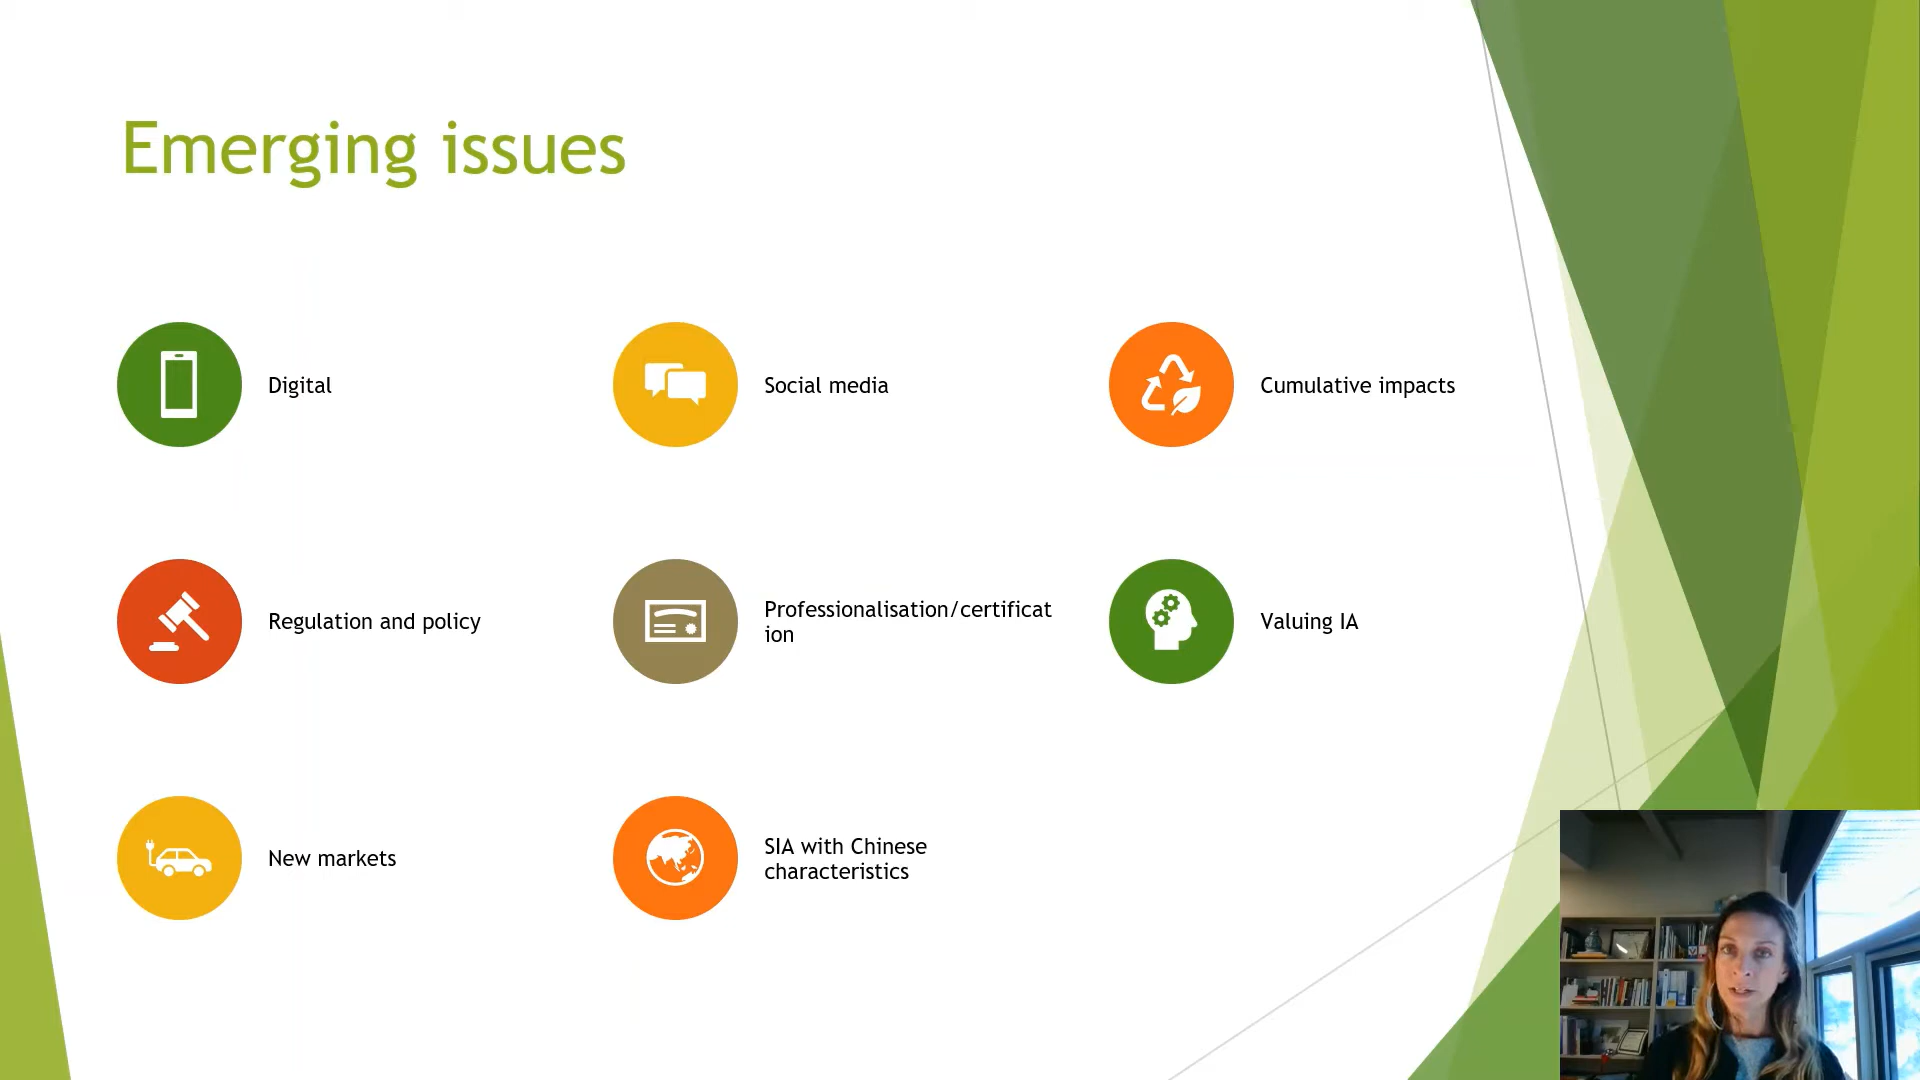 Emerging issues
Digital
Social media
Cumulative impacts
Regulation and policy
Professionalisation/certificat
ion
Valuing IA
New markets
SIA with Chinese
characteristics